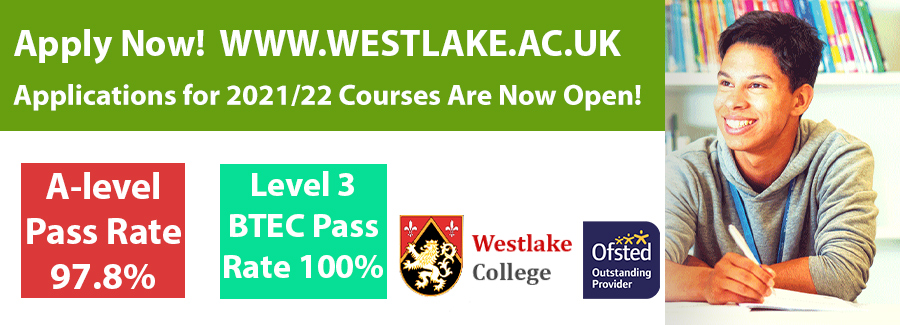 Apply Now! WWW.WESTLAKE.AC.UK
Applications for 2021/22 Courses Are Now Open!
A-level
Pass Rate
97.8%
Level 3
BTEC Pass
Rate 100%
Westlake
College
Ofsted
Outstanding
Provider